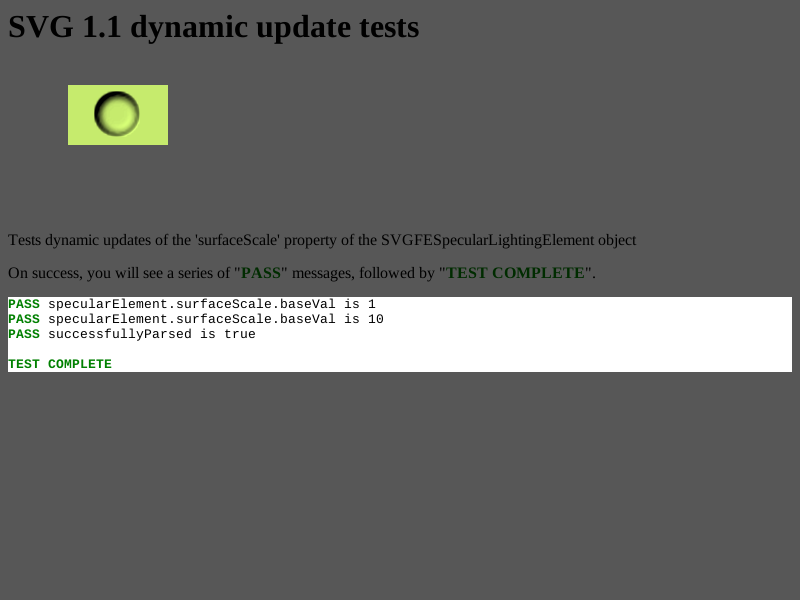 SVG 1.1 dynamic update tests
Tests dynamic updates of the 'surfaceScale' property of the SVGFESpecularLightingElement object
On success, you will see a series of "PASS" messages, followed by "TEST COMPLETE".
PASS specularElement.surfaceScale.baseVal is 1
PASS specularElement.surfaceScale.baseVal is 10
PASS successfullyParsed is true
TEST COMPLETE